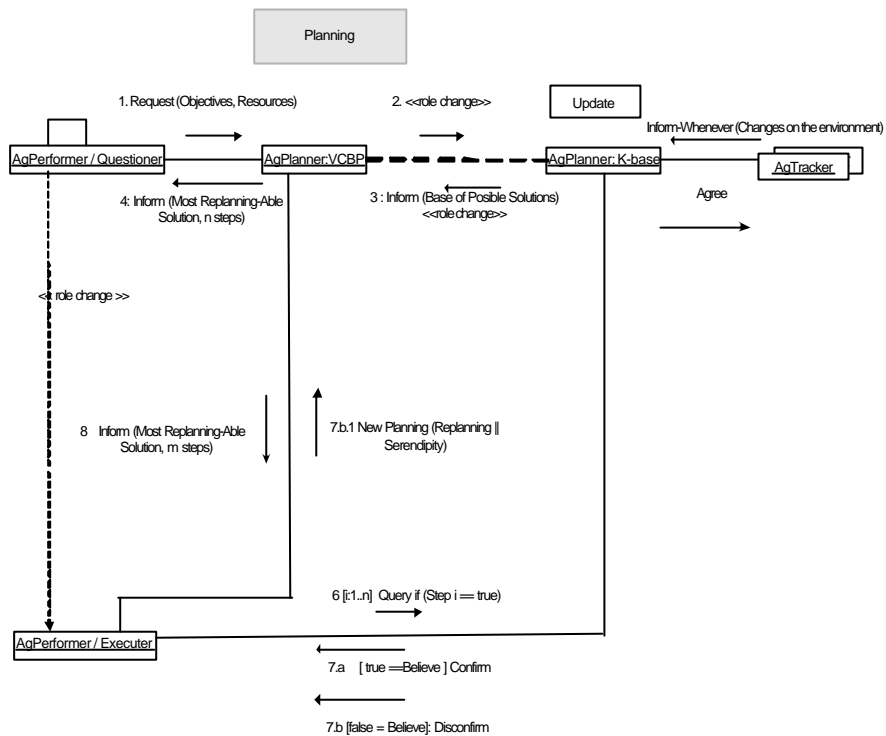 Planning
1. Request (Objectives, Resources)
2. <<role change>>
Update
Inform-Whenever (Changes on the environment)
AgPerformer / Questioner
AgPlanner:VCBP
AgPlanner: K-base
AgTracker
4: Inform (Most Replanning-Able
Solution, n steps)
3 : Inform (Base of Posible Solutions)
<<role change>>
Agree
<< role change >>
8 Inform (Most Replanning-Able
Solution, m steps)
7.b.1 New Planning (Replanning ||
Serendipity)
6 [i:1..n] Query if (Step i == true)
AgPerformer / Executer
7.a [ true ==Believe ] Confirm
7.b [false = Believe]: Disconfirm